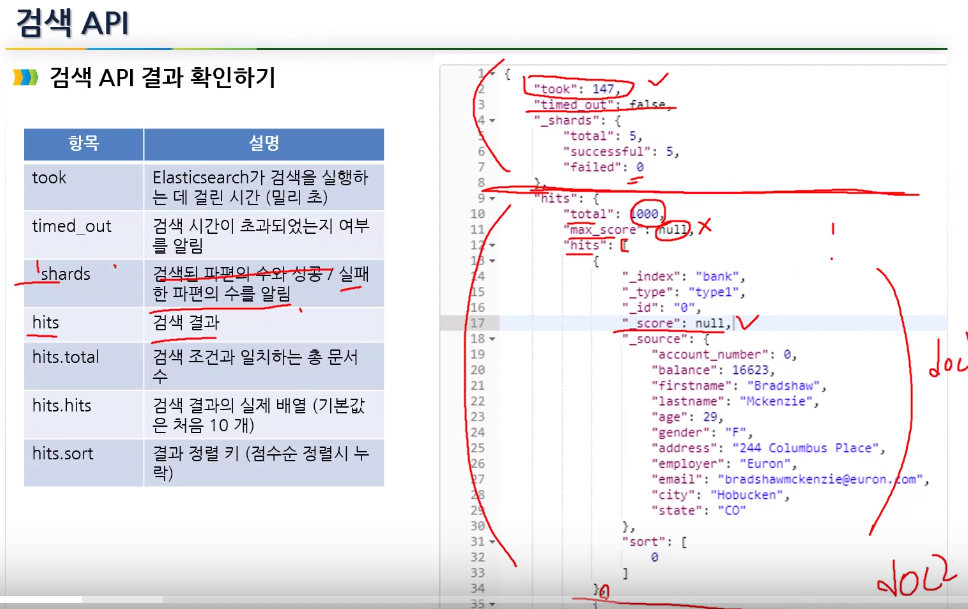 검색 API
검색 API 결과 확인하기
항목 설명
took Elasticsearch가 검색을 실행하
는 데 걸린 시간 (밀리 초)
timed_out 검색 시간이 초과되었는지 여부
를 알림
_shards 검색된 파편의 수와 성공 / 실패
한 파편의 수를 알림
hits 검색 결과
hits.total 검색 조건과 일치하는 총 문서
수
hits.hits 검색 결과의 실제 배열 (기본값
은 처음 10 개)
hits.sort 결과 정렬 키 (점수순 정렬시 누
락)
1 {
2 "took": 147,
3 "timed_out": false,
4 "_shards": {
5 "total": 5,
6 "successful": 5,
7 "failed": 0
8 },
9 "hits": {
10 "total": 1000,
11 "max_score": null,
12 "hits": [
13 {
14 "_index": "bank",
15 "_type": "type1",
16 "_id": "0",
17 "_score": null,
18 "_source": {
19 "account_number": 0,
20 "balance": 16623,
21 "firstname": "Bradshaw",
22 "lastname": "Mckenzie",
23 "age": 29,
24 "gender": "F",
25 "address": "244 Columbus Place",
26 "employer": "Euron",
27 "email": "bradshawmckenzie@euron.com",
28 "city": "Hobucken",
29 "state": "CO"
30 },
31 "sort": [
32 0
33 ]
34 },
35 {
doc2